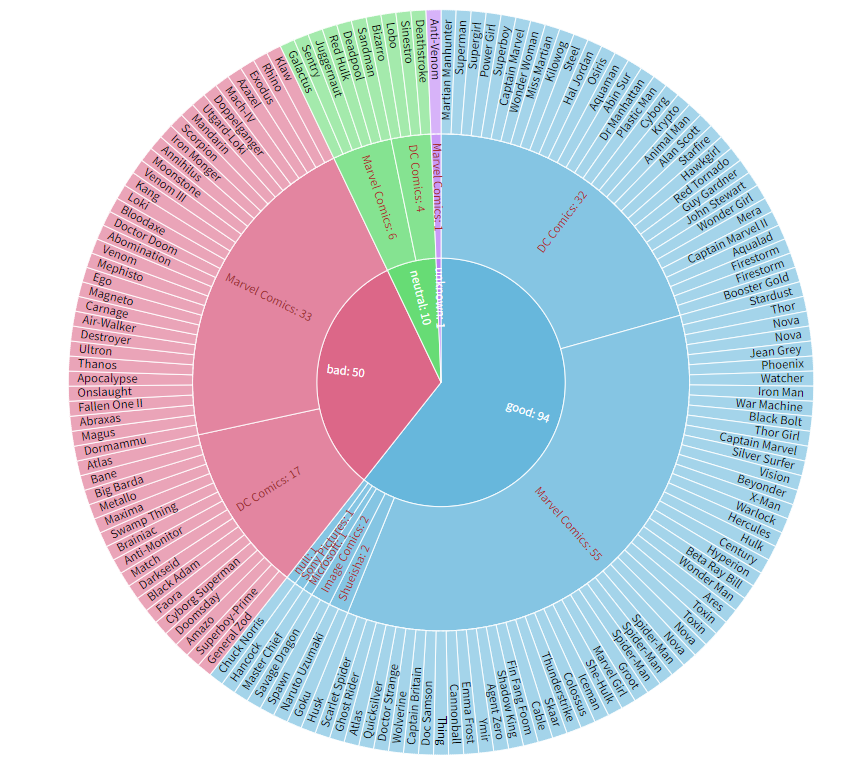 good: 94
bad: 50
neutral: 10
unknown: 1
DC Comics: 32
Marvel Comics: 55
Shueisha: 2
Image Comics: 2
Microsoft: 1
Sony Pictures: 1
null: 1
DC Comics: 17
Marvel Comics: 33
Marvel Comics: 6
DC Comics: 4
Marvel Comics: 1
Martian Manhunter
Superman
Supergirl
Power Girl
Superboy
Captain Marvel
Wonder Woman
Miss Martian
Kilowog
Steel
Hal Jordan
Osiris
Aquaman
Abin Sur
Dr Manhattan
Plastic Man
Cyborg
Krypto
Animal Man
Alan Scott
Starfire
Hawkgirl
Red Tornado
Guy Gardner
John Stewart
Wonder Girl
Mera
Captain Marvel II
Aqualad
Firestorm
Firestorm
Booster Gold
Stardust
Thor
Nova
Nova
Jean Grey
Phoenix
Watcher
Iron Man
War Machine
Black Bolt
Thor Girl
Captain Marvel
Silver Surfer
Vision
Beyonder
X-Man
Warlock
Hercules
Hulk
Century
Hyperion
Beta Ray Bill
Wonder Man
Ares
Toxin
Toxin
Nova
Nova
Spider-Man
Spider-Man
Spider-Man
Groot
Marvel Girl
She-Hulk
Iceman
Colossus
Skaar
Thunderstrike
Cable
Fin Fang Foom
Shadow King
Agent Zero
Ymir
Emma Frost
Cannonball
Thing
Doc Samson
Captain Britain
Wolverine
Doctor Strange
Quicksilver
Atlas
Ghost Rider
Scarlet Spider
Husk
Goku
Naruto Uzumaki
Spawn
Savage Dragon
Master Chief
Hancock
Chuck Norris
General Zod
Superboy-Prime
Amazo
Doomsday
Cyborg Superman
Faora
Black Adam
Darkseid
Match
Anti-Monitor
Brainiac
Swamp Thing
Maxima
Metallo
Big Barda
Bane
Atlas
Dormammu
Magus
Abraxas
Fallen One II
Onslaught
Apocalypse
Thanos
Ultron
Destroyer
Air-Walker
Carnage
Magneto
Ego
Mephisto
Venom
Abomination
Doctor Doom
Bloodaxe
Loki
Kang
Venom III
Moonstone
Annihilus
Iron Monger
Scorpion
Mandarin
Utgard-Loki
Doppelganger
Mach-IV
Azazel
Exodus
Rhino
Klaw
Galactus
Sentry
Juggernaut
Red Hulk
Deadpool
Sandman
Bizarro
Lobo
Sinestro
Deathstroke
Anti-Venom